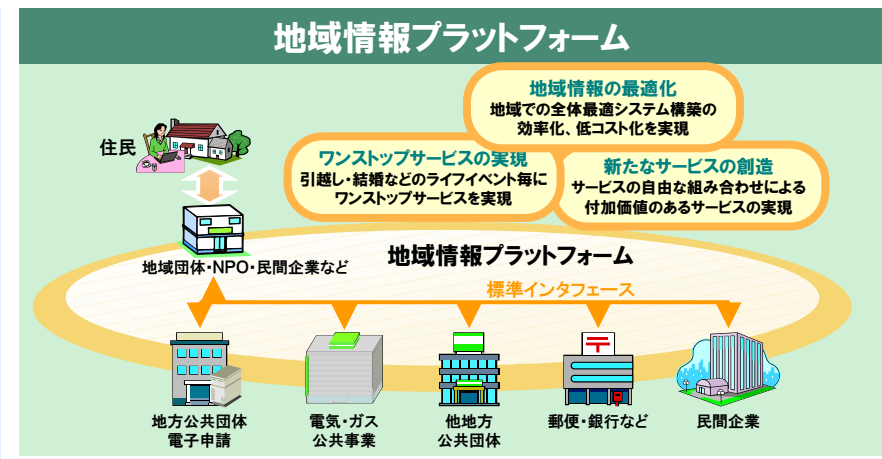 地域情報プラットフォーム
地域情報の最適化
地域での全体最適システム構築の
効率化、低コスト化を実現
住民
ワンストップサービスの実現
引越し・結婚などのライフイベント毎に
ワンストップサービスを実現
新たなサービスの創造
サービスの自由な組み合わせによる
付加価値のあるサービスの実現
地域団体・NPO・民間企業など
地域情報プラットフォーム
標準インタフェース
地方公共団体
電子申請
電気・ガス
公共事業
他地方
公共団体
郵便・銀行など
民間企業